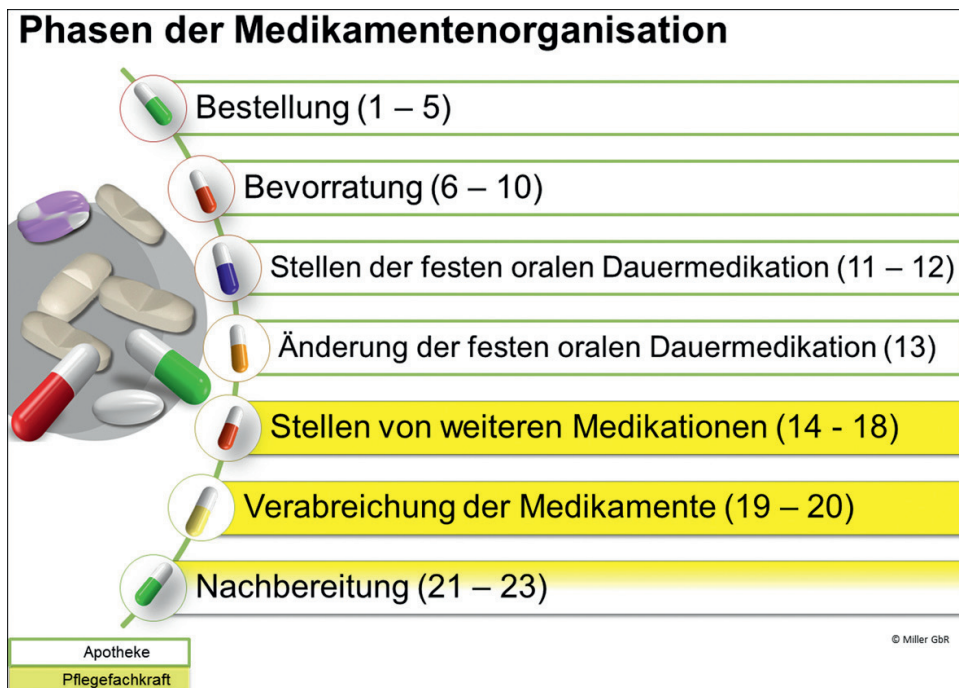 Phasen der Medikamentenorganisation
Bestellung (1 – 5)
Bevorratung (6 – 10)
Stellen der festen oralen Dauermedikation (11 – 12)
Änderung der festen oralen Dauermedikation (13)
Stellen von weiteren Medikationen (14 - 18)
Verabreichung der Medikamente (19 – 20)
Nachbereitung (21 – 23)
© Miller GbR
Apotheke
Pflegefachkraft